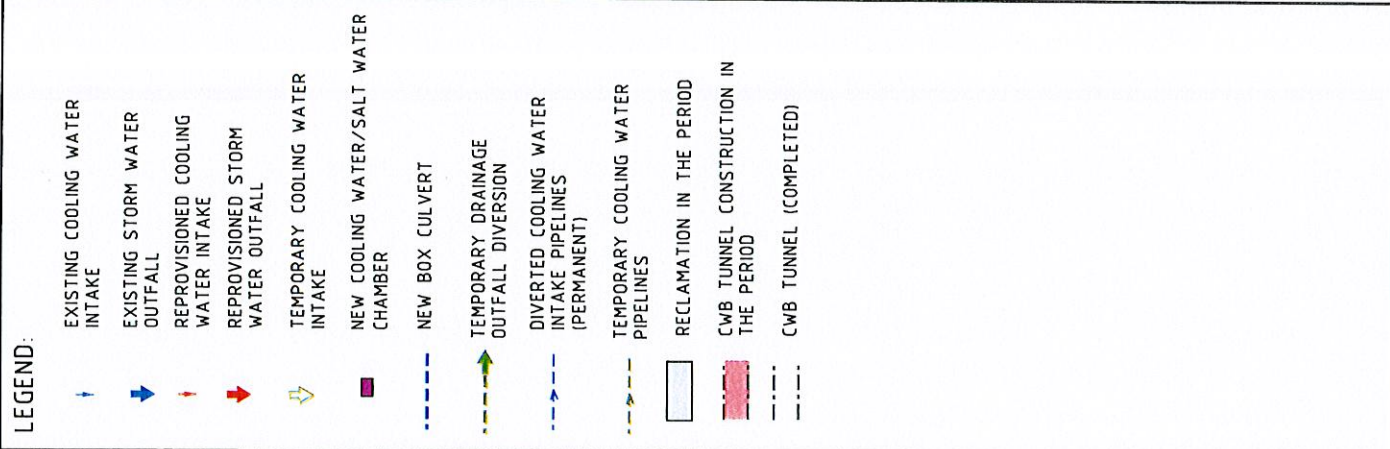 LEGEND:
EXISTING COOLING WATER
INTAKE
EXISTING STORM WATER
OUTFALL
REPROVISIONED COOLING
WATER INTAKE
REPROVISIONED STORM
WATER OUTFALL
TEMPORARY COOLING WATER
INTAKE
NEW COOLING WATER/SALT WATER
CHAMBER
NEW BOX CULVERT
TEMPORARY DRAINAGE
OUTFALL DIVERSION
DIVERTED COOLING WATER
INTAKE PIPELINES
(PERMANENT)
TEMPORARY COOLING WATER
PIPELINES
RECLAMATION IN THE PERIOD
CWB TUNNEL CONSTRUCTION IN
THE PERIOD
CWB TUNNEL (COMPLETED)